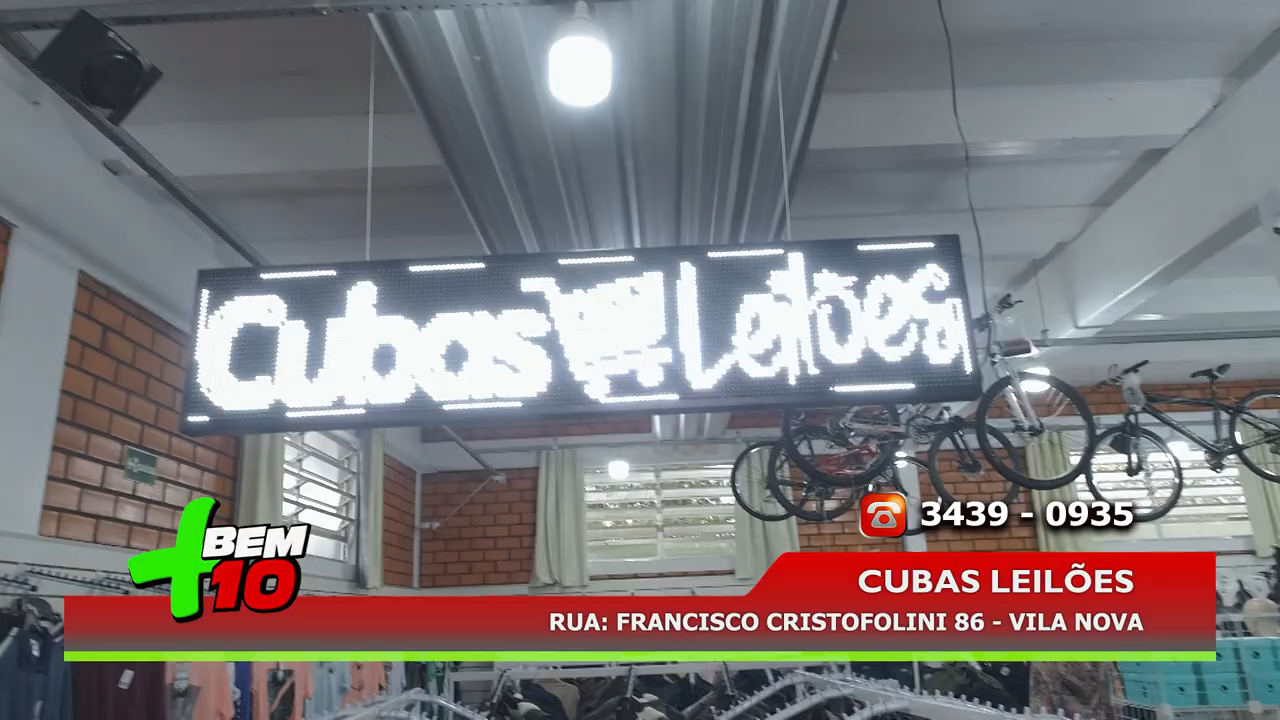 Cubas Leilões
3439 - 0935
+BEM
10
CUBAS LEILÕES
RUA: FRANCISCO CRISTOFOLINI 86 - VILA NOVA